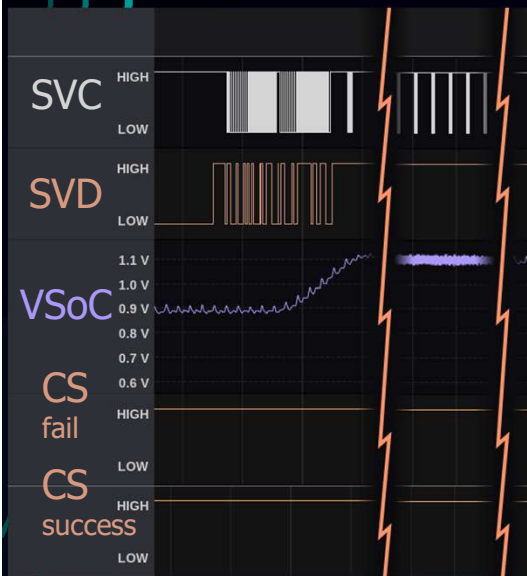 SVC
HIGH
LOW
SVD
HIGH
LOW
VSoC
1.1 V
1.0 V
0.9 V
0.8 V
0.7 V
0.6 V
CS
fail
HIGH
LOW
CS
success
HIGH
LOW